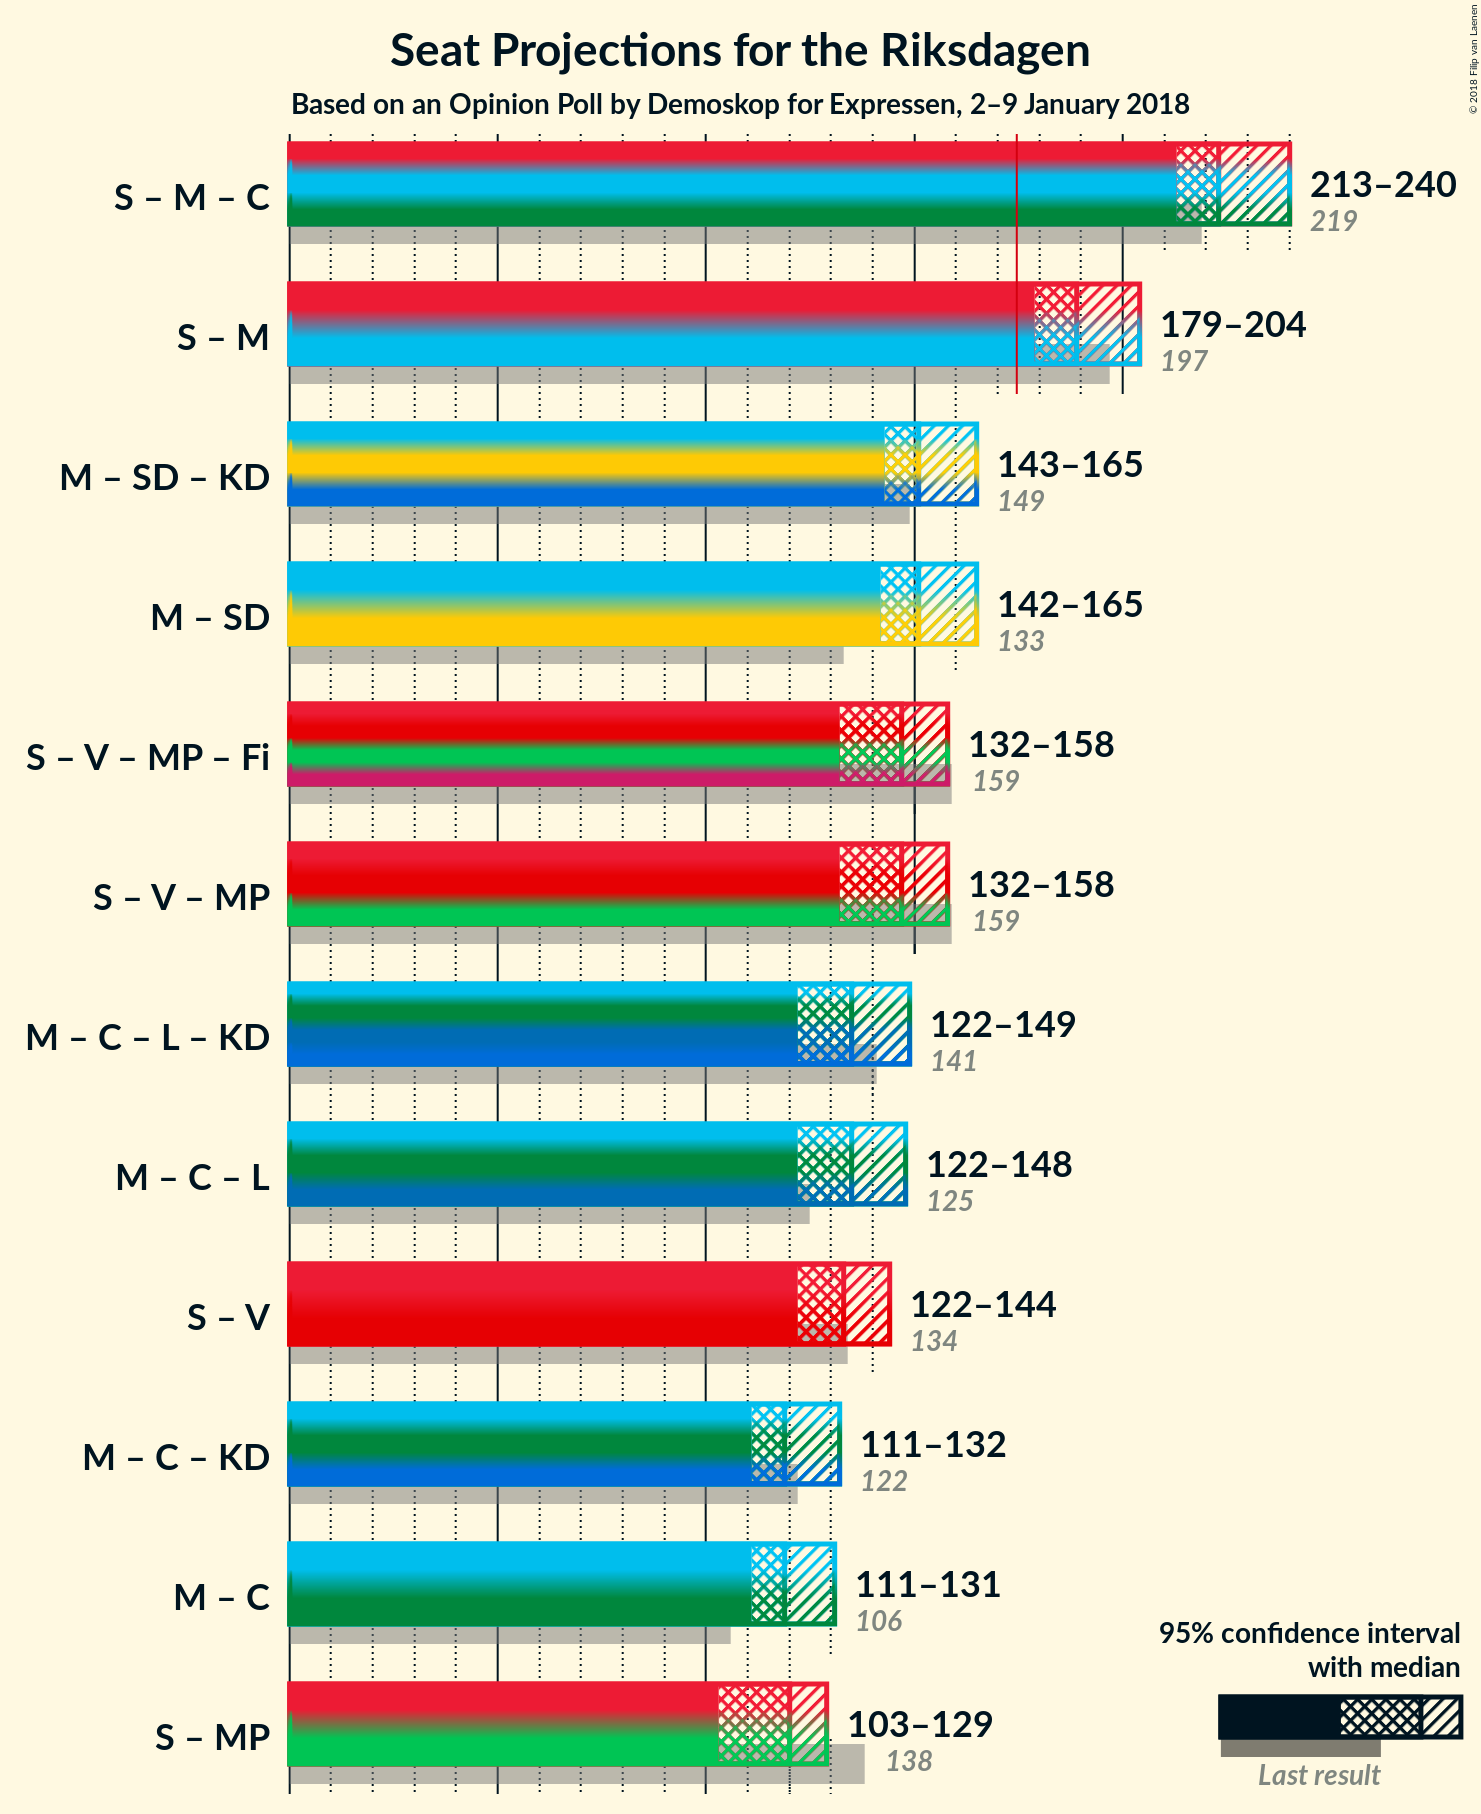 © 2018 Filip van Laenen
Seat Projections for the Riksdagen
Based on an Opinion Poll by Demoskop for Expressen, 2–9 January 2018
S – M – C
213–240
219
S – M
179–204
197
M – SD – KD
143–165
149
M – SD
142–165
133
S – V – MP – Fi
132–158
159
S – V – MP
132–158
159
M – C – L – KD
122–149
141
M – C – L
122–148
125
S – V
122–144
134
M – C – KD
111–132
122
M – C
111–131
106
S – MP
103–129
138
95% confidence interval
with median
Last result